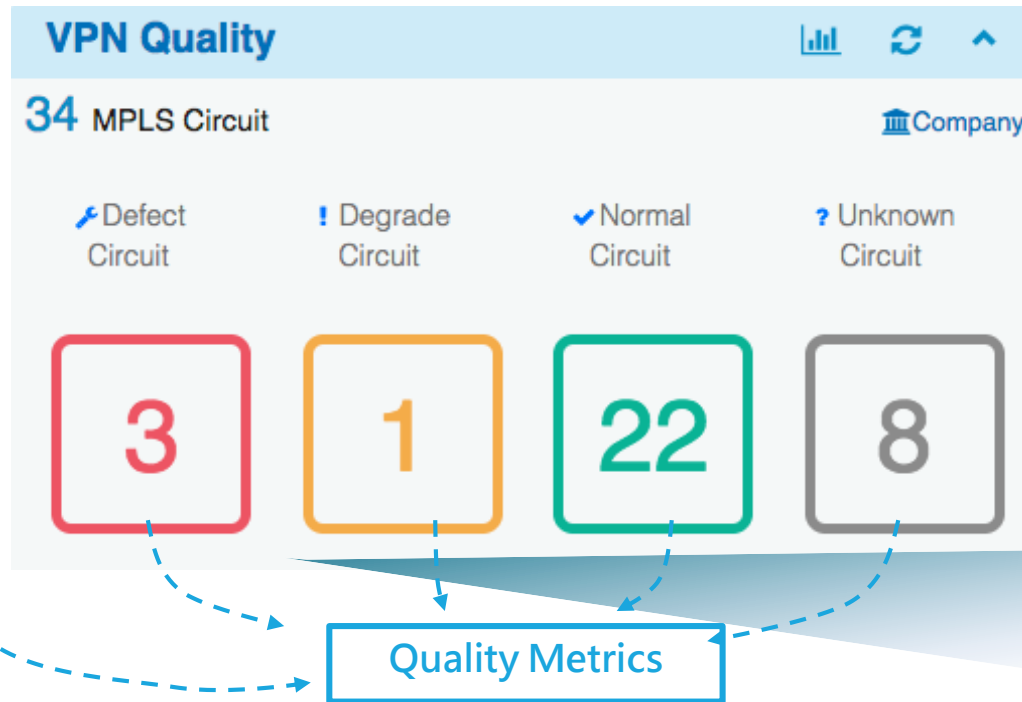 VPN Quality
34 MPLS Circuit
Company
Defect
Circuit
! Degrade
Circuit
Normal
Circuit
? Unknown
Circuit
3
1
22
8
Quality Metrics